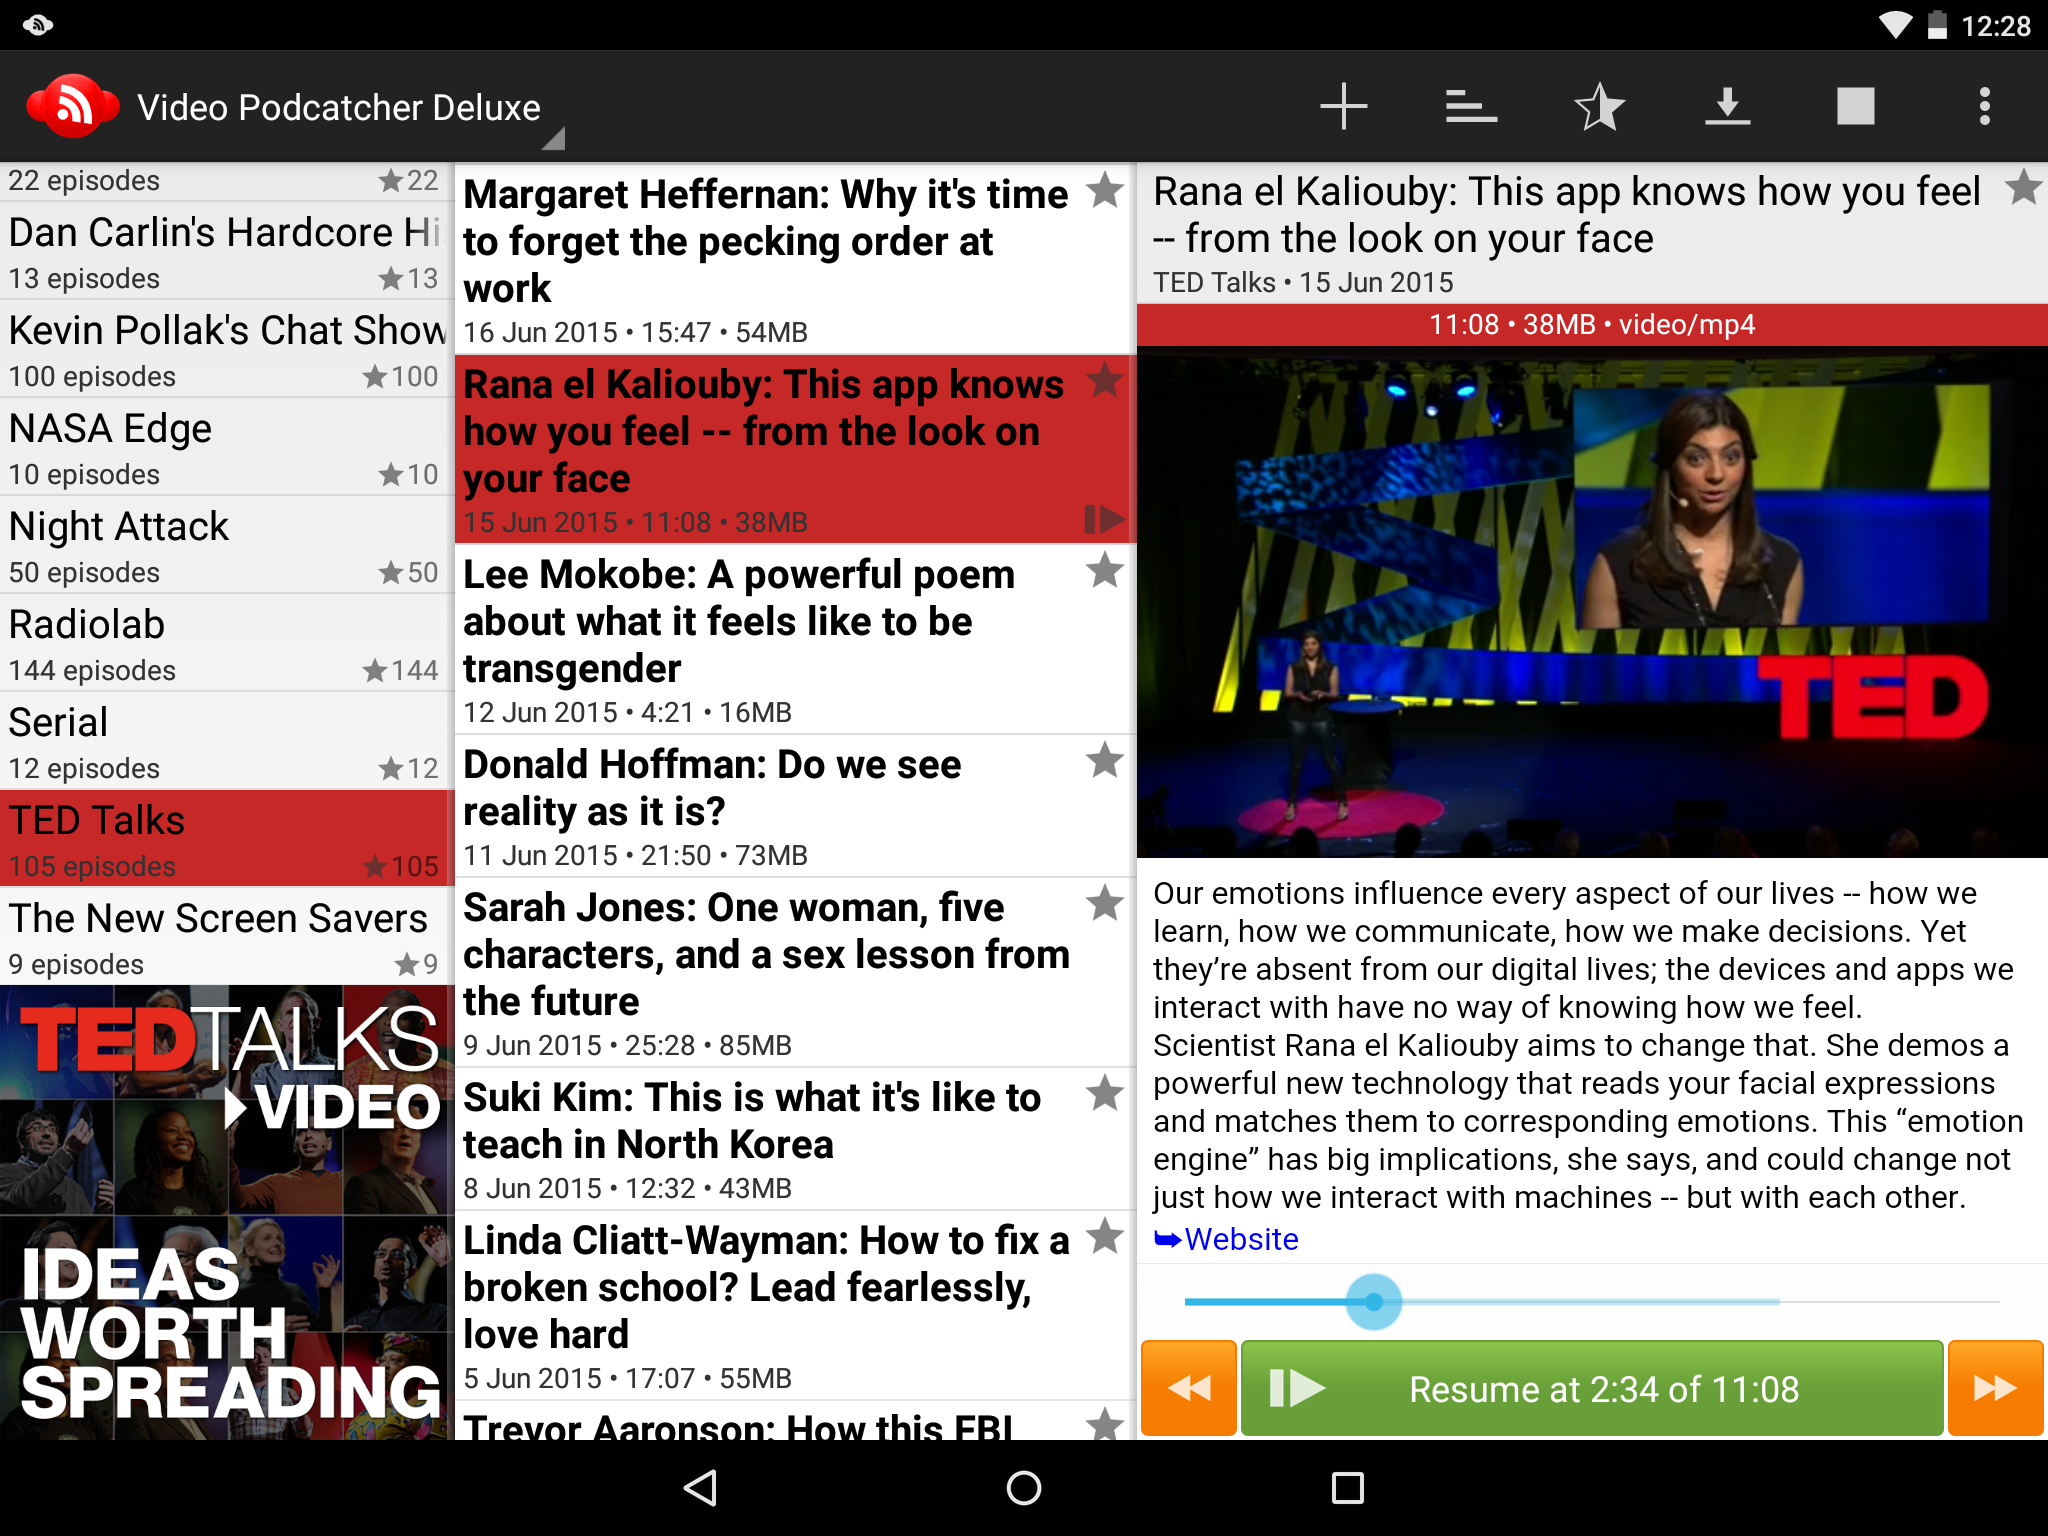 12:28
Video Podcatcher Deluxe
22 episodes
★22
Dan Carlin's Hardcore Hi
13 episodes
★13
Kevin Pollak's Chat Show
100 episodes
★100
NASA Edge
10 episodes
★10
Night Attack
50 episodes
★50
Radiolab
144 episodes
★144
Serial
12 episodes
★12
TED Talks
105 episodes
★105
The New Screen Savers
9 episodes
★9
TEDTALKS
VIDEO
IDEAS
WORTH
SPREADING
Margaret Heffernan: Why it's time
to forget the pecking order at
work
16 Jun 2015 • 15:47 • 54MB
Rana el Kaliouby: This app knows
how you feel -- from the look on
your face
15 Jun 2015 • 11:08 • 38MB
Lee Mokobe: A powerful poem
about what it feels like to be
transgender
12 Jun 2015 • 4:21 • 16MB
Donald Hoffman: Do we see
reality as it is?
11 Jun 2015 • 21:50 • 73MB
Sarah Jones: One woman, five
characters, and a sex lesson from
the future
9 Jun 2015 • 25:28 • 85MB
Suki Kim: This is what it's like to
teach in North Korea
8 Jun 2015 • 12:32 • 43MB
Linda Cliatt-Wayman: How to fix a
broken school? Lead fearlessly,
love hard
5 Jun 2015 • 17:07 • 55MB
Trevor Aaronson: How this FBI
Rana el Kaliouby: This app knows how you feel
-- from the look on your face
TED Talks • 15 Jun 2015
11:08 • 38MB • video/mp4
TED
Our emotions influence every aspect of our lives -- how we
learn, how we communicate, how we make decisions. Yet
they’re absent from our digital lives; the devices and apps we
interact with have no way of knowing how we feel.
Scientist Rana el Kaliouby aims to change that. She demos a
powerful new technology that reads your facial expressions
and matches them to corresponding emotions. This “emotion
engine” has big implications, she says, and could change not
just how we interact with machines -- but with each other.
➥Website
Resume at 2:34 of 11:08